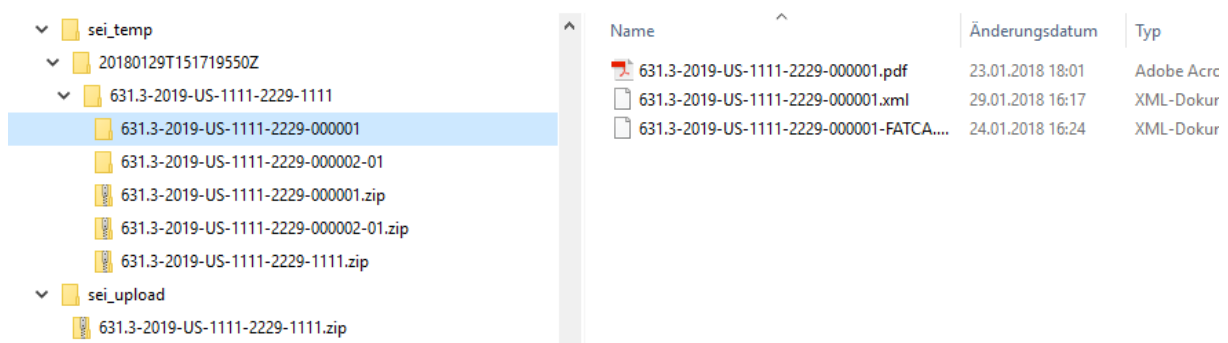 sei_temp
20180129T151719550Z
631.3-2019-US-1111-2229-1111
631.3-2019-US-1111-2229-000001
631.3-2019-US-1111-2229-000002-01
631.3-2019-US-1111-2229-000001.zip
631.3-2019-US-1111-2229-000002-01.zip
631.3-2019-US-1111-2229-1111.zip
sei_upload
631.3-2019-US-1111-2229-1111.zip
Name Änderungsdatum Typ
631.3-2019-US-1111-2229-000001.pdf 23.01.2018 18:01 Adobe Acro
631.3-2019-US-1111-2229-000001.xml 29.01.2018 16:17 XML-Dokur
631.3-2019-US-1111-2229-000001-FATCA.... 24.01.2018 16:24 XML-Dokur